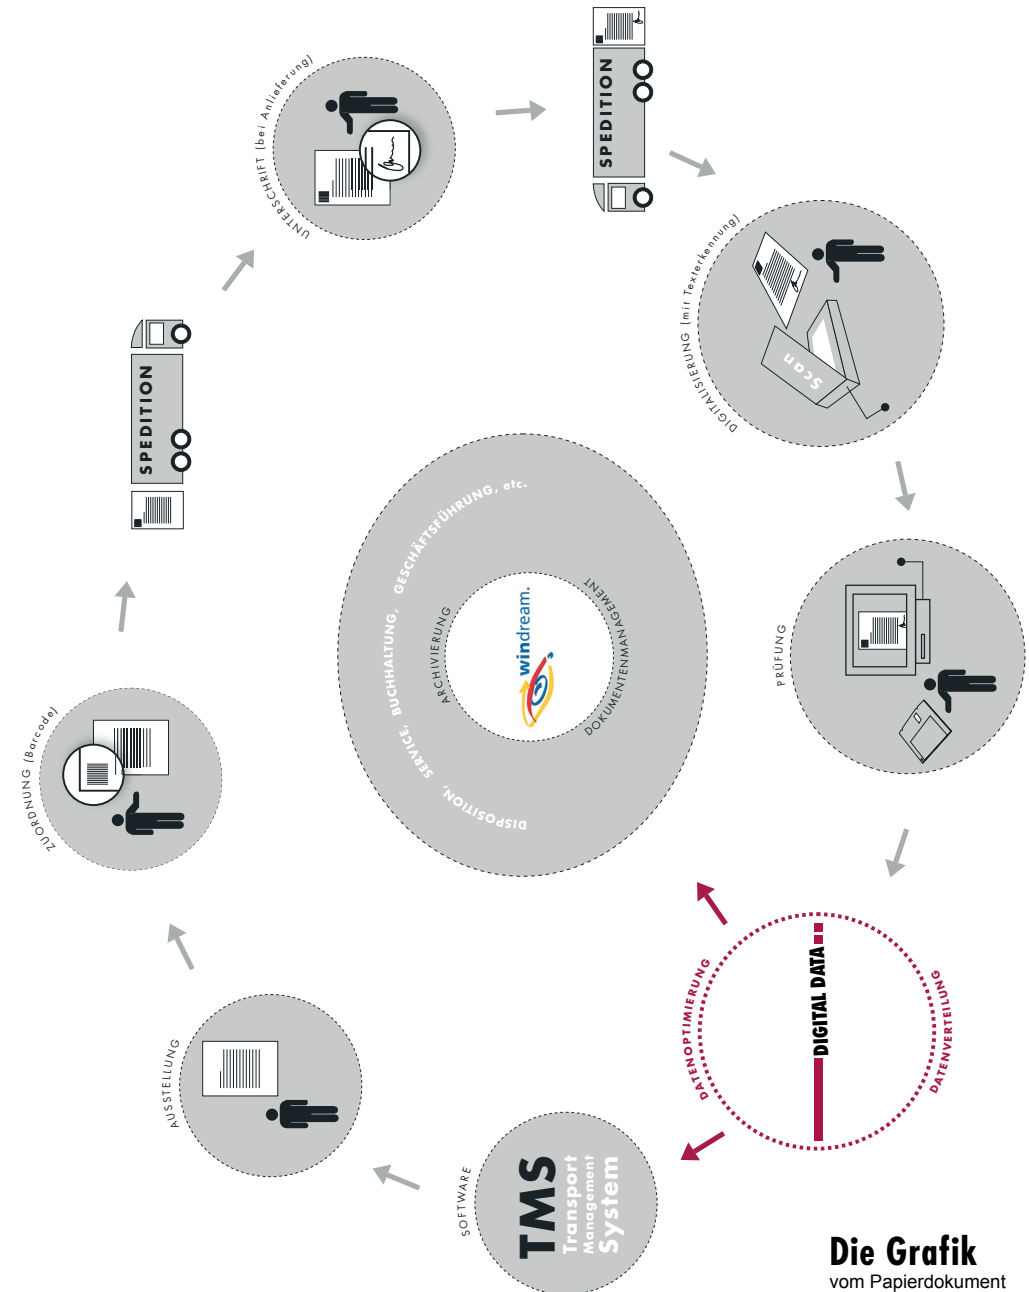 SOFTWARE
TMS
Transport
Management
System
AUSSTELLUNG
ZUORDNUNG (Barcode)
SPEDITION
UNTERSCHRIFT (bei Anlieferung)
SPEDITION
DIGITALISIERUNG (mit Texterkennung)
Scan
PRÜFUNG
DATENOPTIMIERUNG
DIGITAL DATA
DATENVERTEILUNG
DISPOSITION, SERVICE, BUCHHALTUNG, GESCHÄFTSFÜHRUNG, etc.
ARCHIVIERUNG
windream.
DOKUMENTENMANAGEMENT
Die Grafik
vom Papierdokument